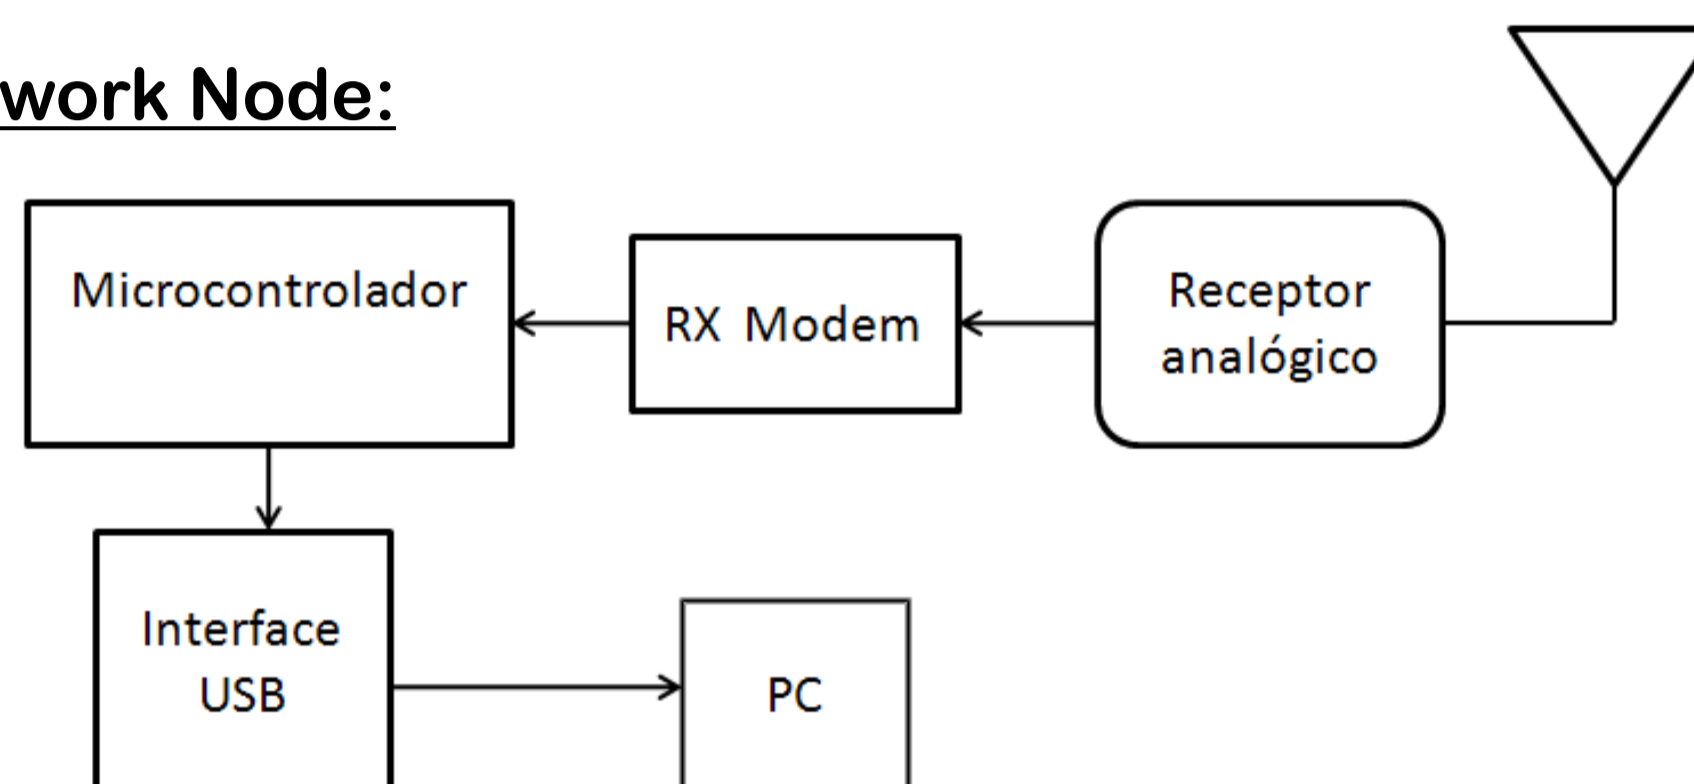 work Node:
Microcontrolador
RX Modem
Receptor
analógico
Interface
USB
PC